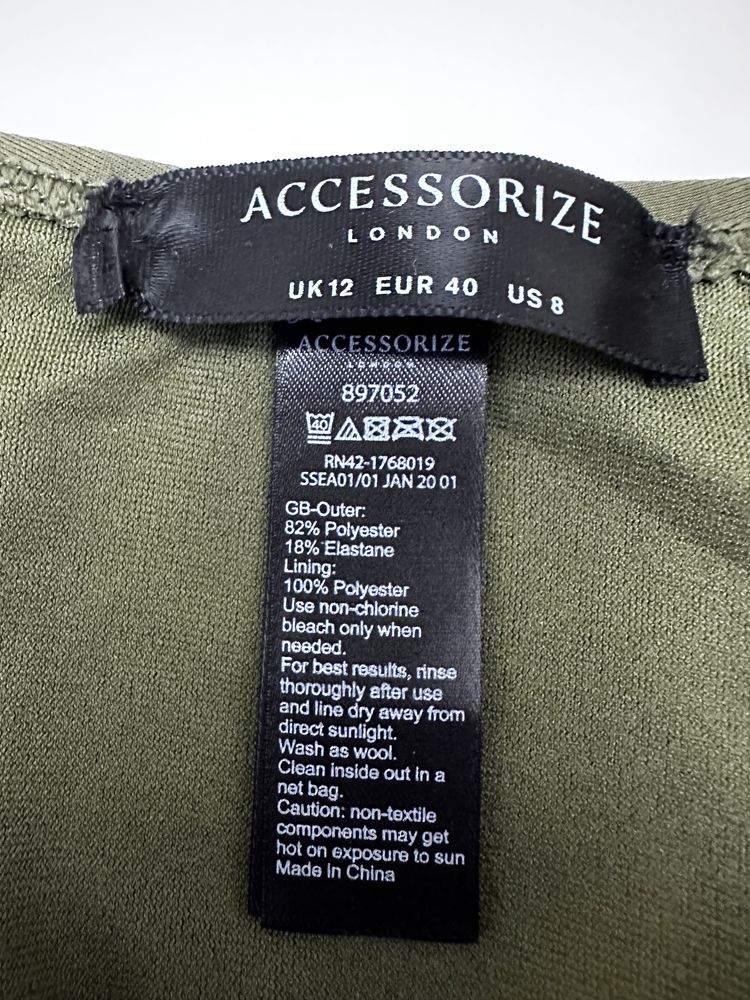 ACCESSORIZE
LONDON
UK 12 EUR 40 US 8
ACCESSORIZE
LONDON
897052
40
RN42-1768019
SSEA01/01 JAN 20 01
GB-Outer:
82% Polyester
18% Elastane
Lining:
100% Polyester
Use non-chlorine
bleach only when
needed.
For best results, rinse
thoroughly after use
and line dry away from
direct sunlight.
Wash as wool.
Clean inside out in a
net bag.
Caution: non-textile
components may get
hot on exposure to sun
Made in China